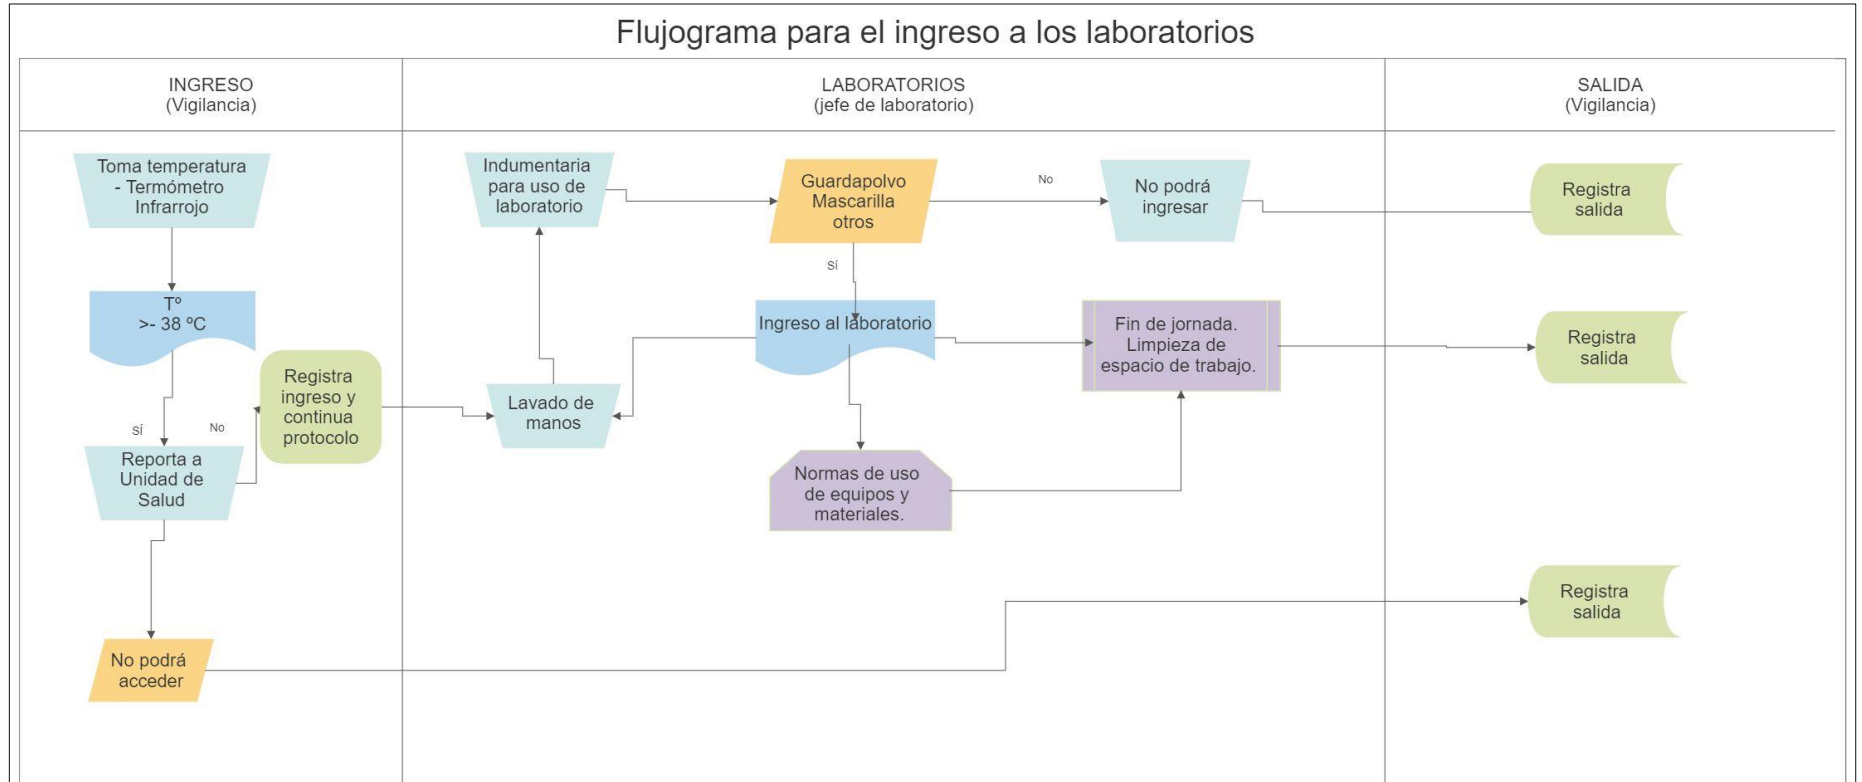 Flujograma para el ingreso a los laboratorios
INGRESO
(Vigilancia)
LABORATORIOS
(jefe de laboratorio)
SALIDA
(Vigilancia)
Toma temperatura
- Termómetro
Infrarrojo
Tº
>- 38 ºC
SÍ
No
Registra
ingreso y
continua
protocolo
Reporta a
Unidad de
Salud
No podrá
acceder
Indumentaria
para uso de
laboratorio
Guardapolvo
Mascarilla
otros
No
No podrá
ingresar
Sí
Ingreso al laboratorio
Fin de jornada.
Limpieza de
espacio de trabajo.
Lavado de
manos
Normas de uso
de equipos y
materiales.
Registra
salida
Registra
salida
Registra
salida